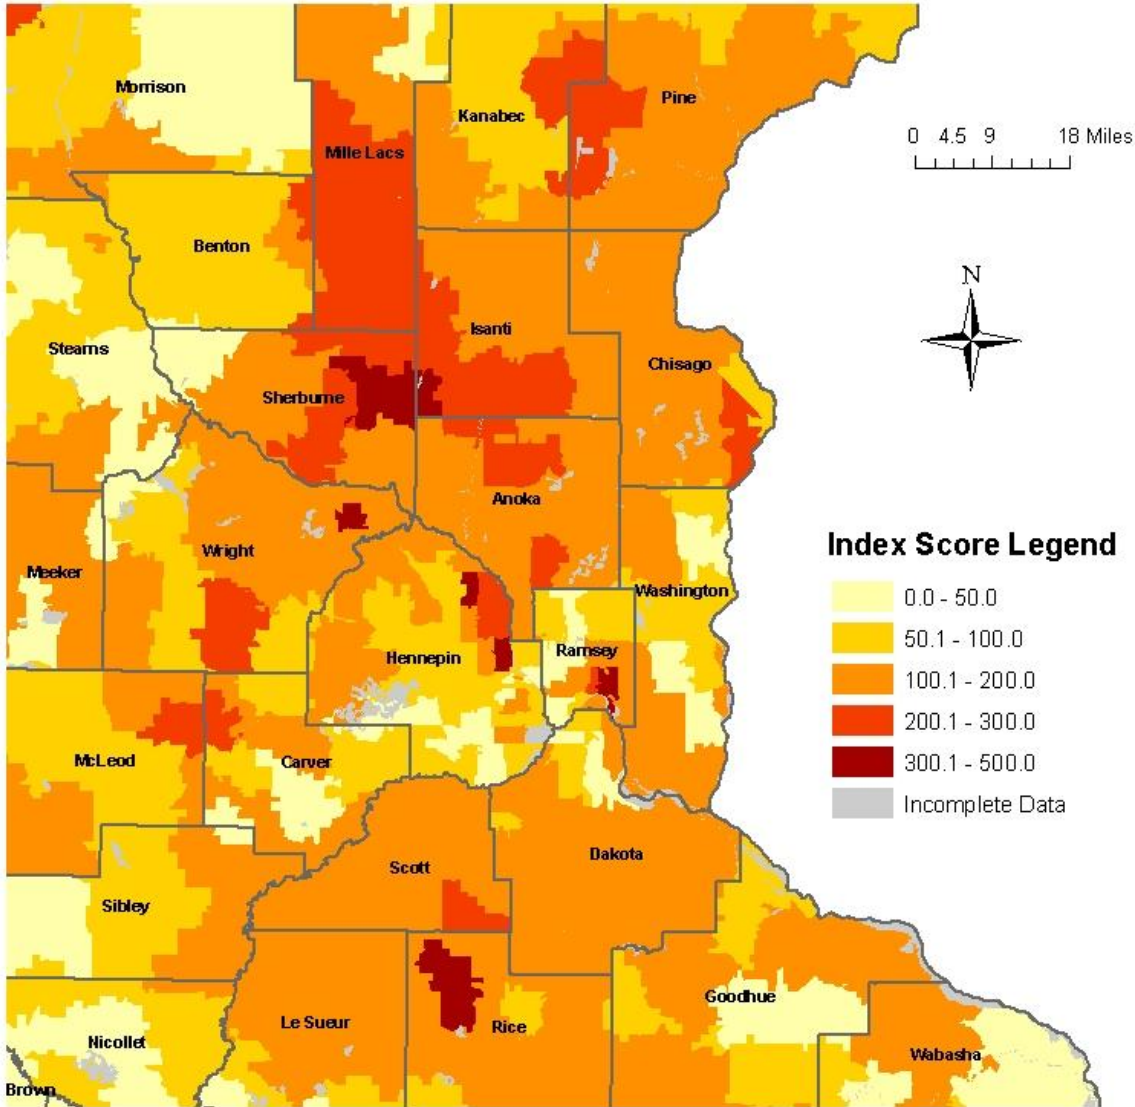 Morrison
Kanabec
Pine
Mille Lacs
0 4.5 9 18 Miles
Benton
N
Stearns
Isanti
Chisago
Sherburne
Anoka
Wright
Meeker
Washington
Hennepin
Ramsey
McLeod
Carver
Scott
Dakota
Sibley
Goodhue
Le Sueur
Rice
Nicollet
Wabasha
Brown
Index Score Legend
0.0 - 50.0
50.1 - 100.0
100.1 - 200.0
200.1 - 300.0
300.1 - 500.0
Incomplete Data